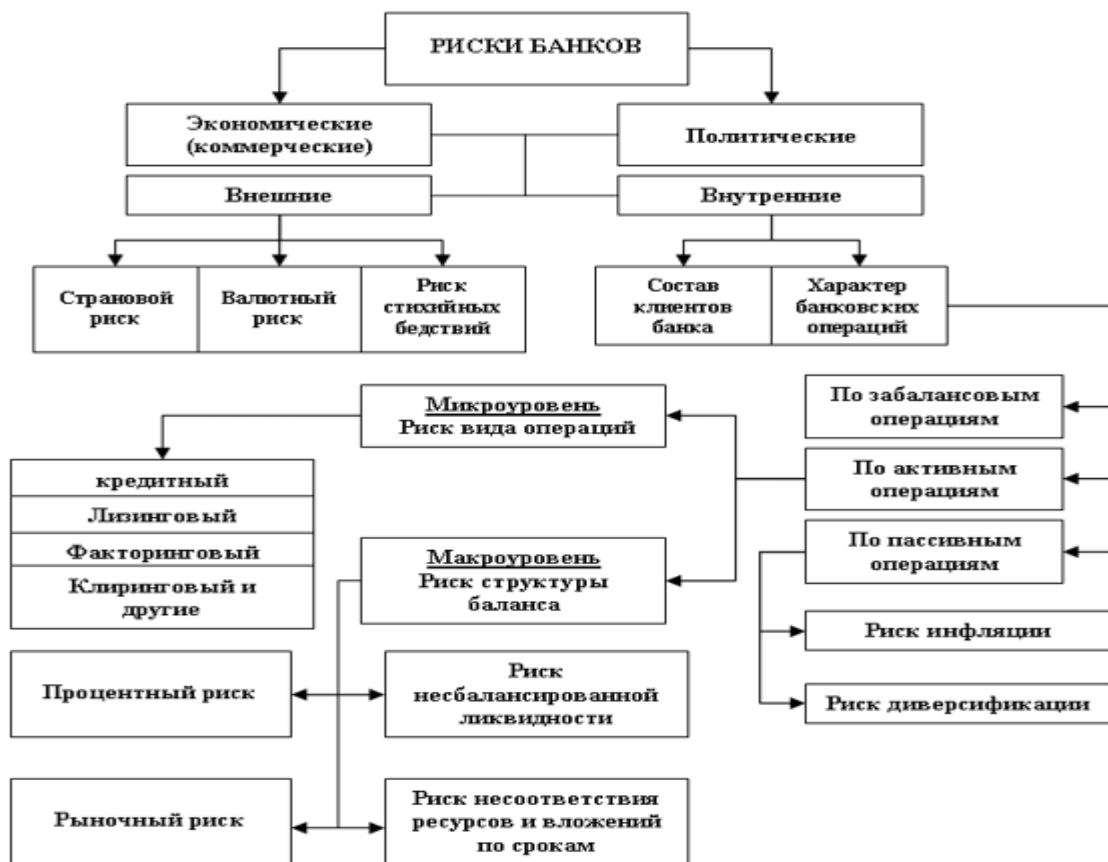 РИСКИ БАНКОВ
Экономические
(коммерческие)
Политические
Внешние
Внутренние
Страновой
риск
Валютный
риск
Риск
стихийных
бедствий
Состав
клиентов
банка
Характер
банковских
операций
Микроуровень
Риск вида операций
По забалансовым
операциям
кредитный
Лизинговый
Факторинговый
Клиринговый и
другие
По активным
операциям
Макроуровень
Риск структуры
баланса
По пассивным
операциям
Риск инфляции
Риск диверсификации
Процентный риск
Риск
несбалансированной
ликвидности
Рыночный риск
Риск несоответствия
ресурсов и вложений
по срокам